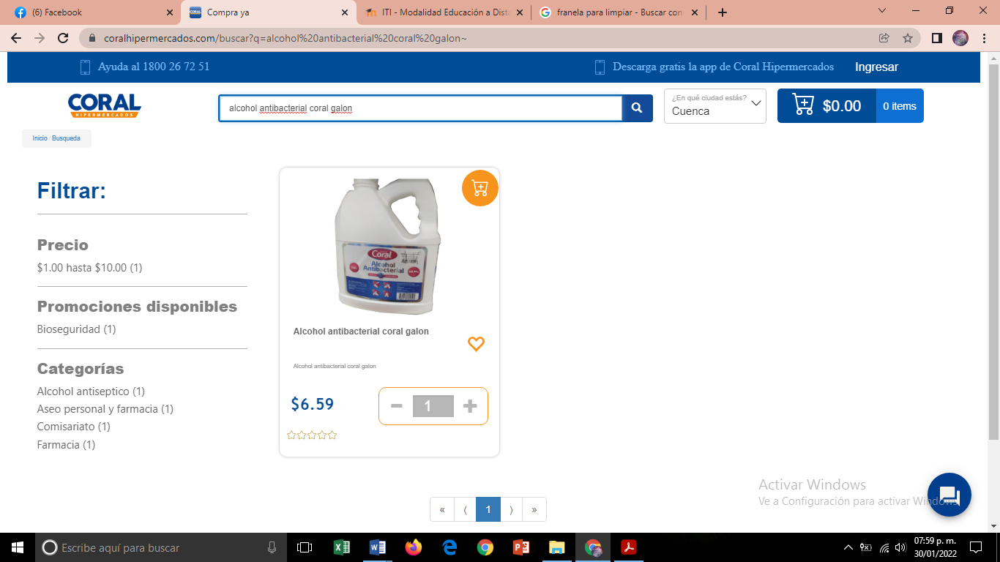 (6) Facebook
Compra ya
ITI - Modalidad Educación a Dista
franela para limpiar - Buscar con
coralhipermercados.com/buscar?q=alcohol%20antibacterial%20coral%20galon~
Ayuda al 1800 26 72 51
Descarga gratis la app de Coral Hipermercados
Ingresar
CORAL
HIPERMERCADOS
alcohol antibacterial coral galon
¿En qué ciudad estás?
Cuenca
$0.00
0 items
Inicio / Busqueda
Filtrar:
Precio
$1.00 hasta $10.00 (1)
Promociones disponibles
Bioseguridad (1)
Categorías
Alcohol antiseptico (1)
Aseo personal y farmacia (1)
Comisariato (1)
Farmacia (1)
Coral
Alcohol
Antibacterial
Alcohol antibacterial coral galon
Alcohol antibacterial coral galon
$6.59
1
« ⟨ 1 ⟩ »
Activar Windows
Ve a Configuración para activar Windows.
Escribe aquí para buscar
07:59 p. m.
30/01/2022